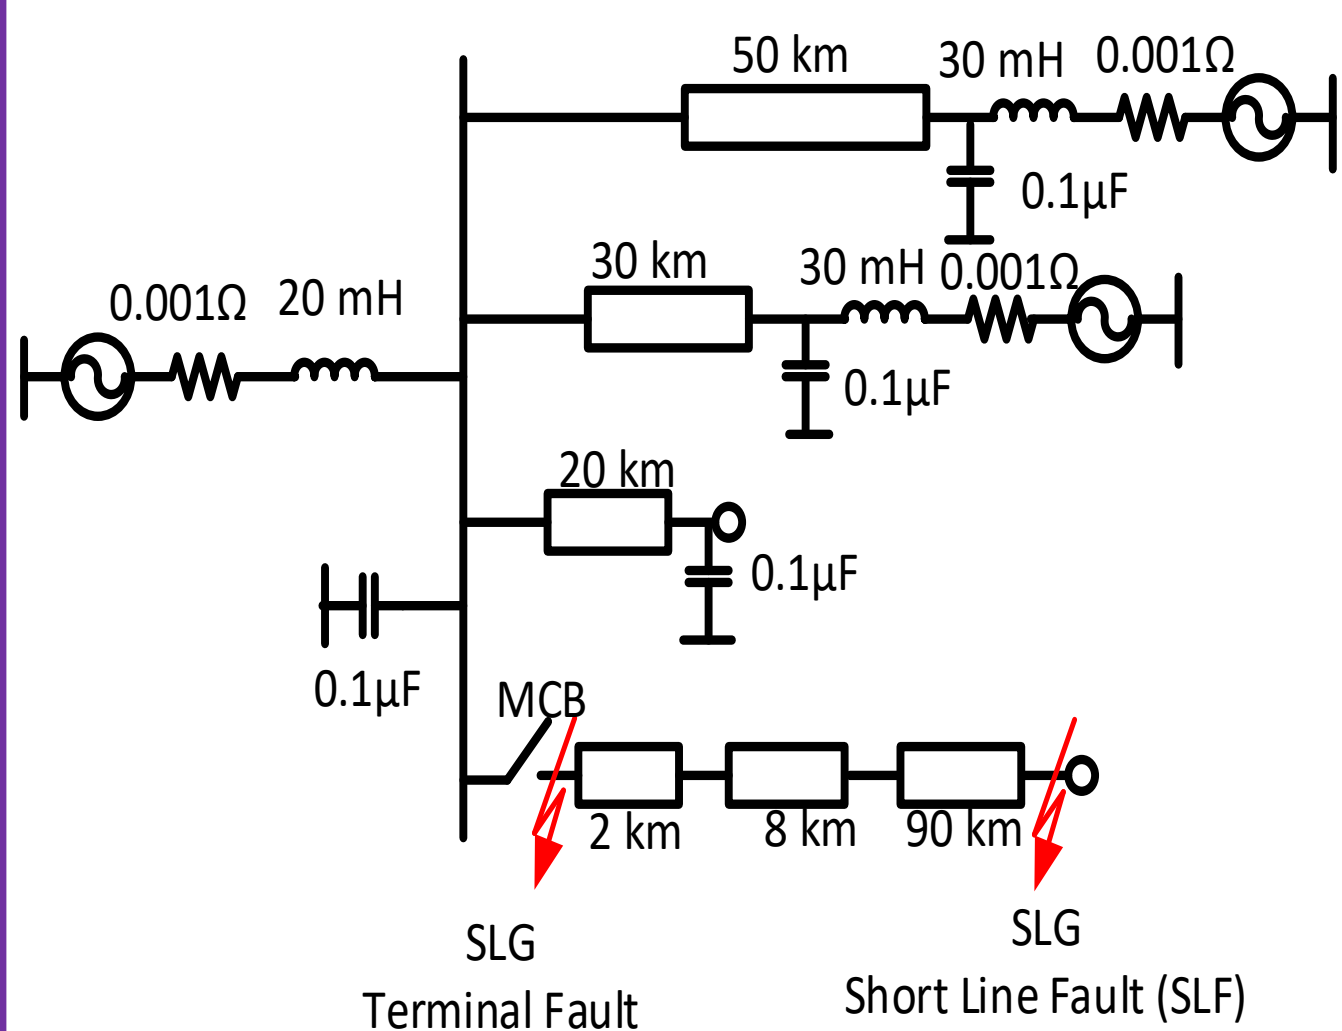 50 km
30 mH
0.001Ω
0.1µF
30 km
30 mH
0.001Ω
0.001Ω
20 mH
0.1µF
20 km
0.1µF
0.1µF
MCB
2 km
8 km
90 km
SLG
Terminal Fault
SLG
Short Line Fault (SLF)